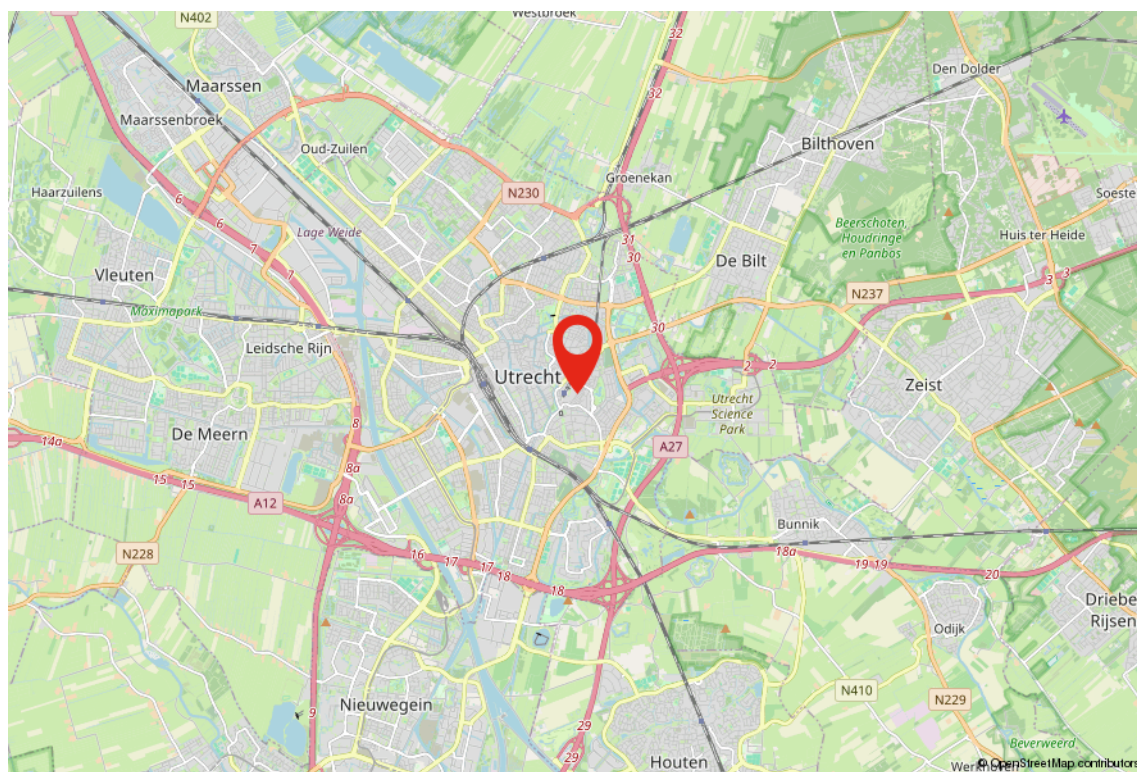 N402
Westbroek
32
Maarssen
Den Dolder
32
Maarssenbroek
Bilthoven
Oud-Zuilen
Groenekan
Haarzuilens
6
N230
Soeste
6
Beerschoten,
Houdringe
en Panbos
Lage Weide
7
31
Huis ter Heide
7
30
De Bilt
Vleuten
3
3
N237
Maximapark
30
Leidsche Rijn
2
2
Utrecht
Zeist
Utrecht
Science
Park
8
De Meern
14a
A27
8a
15
15
8a
A12
Bunnik
N228
16
17
17
18
18a
19
19
20
18
Driebe
Rijsen
Odijk
N410
N229
Nieuwegein
9
29
29
Beverweerd
Houten
Werkhoven
© OpenStreetMap contributors